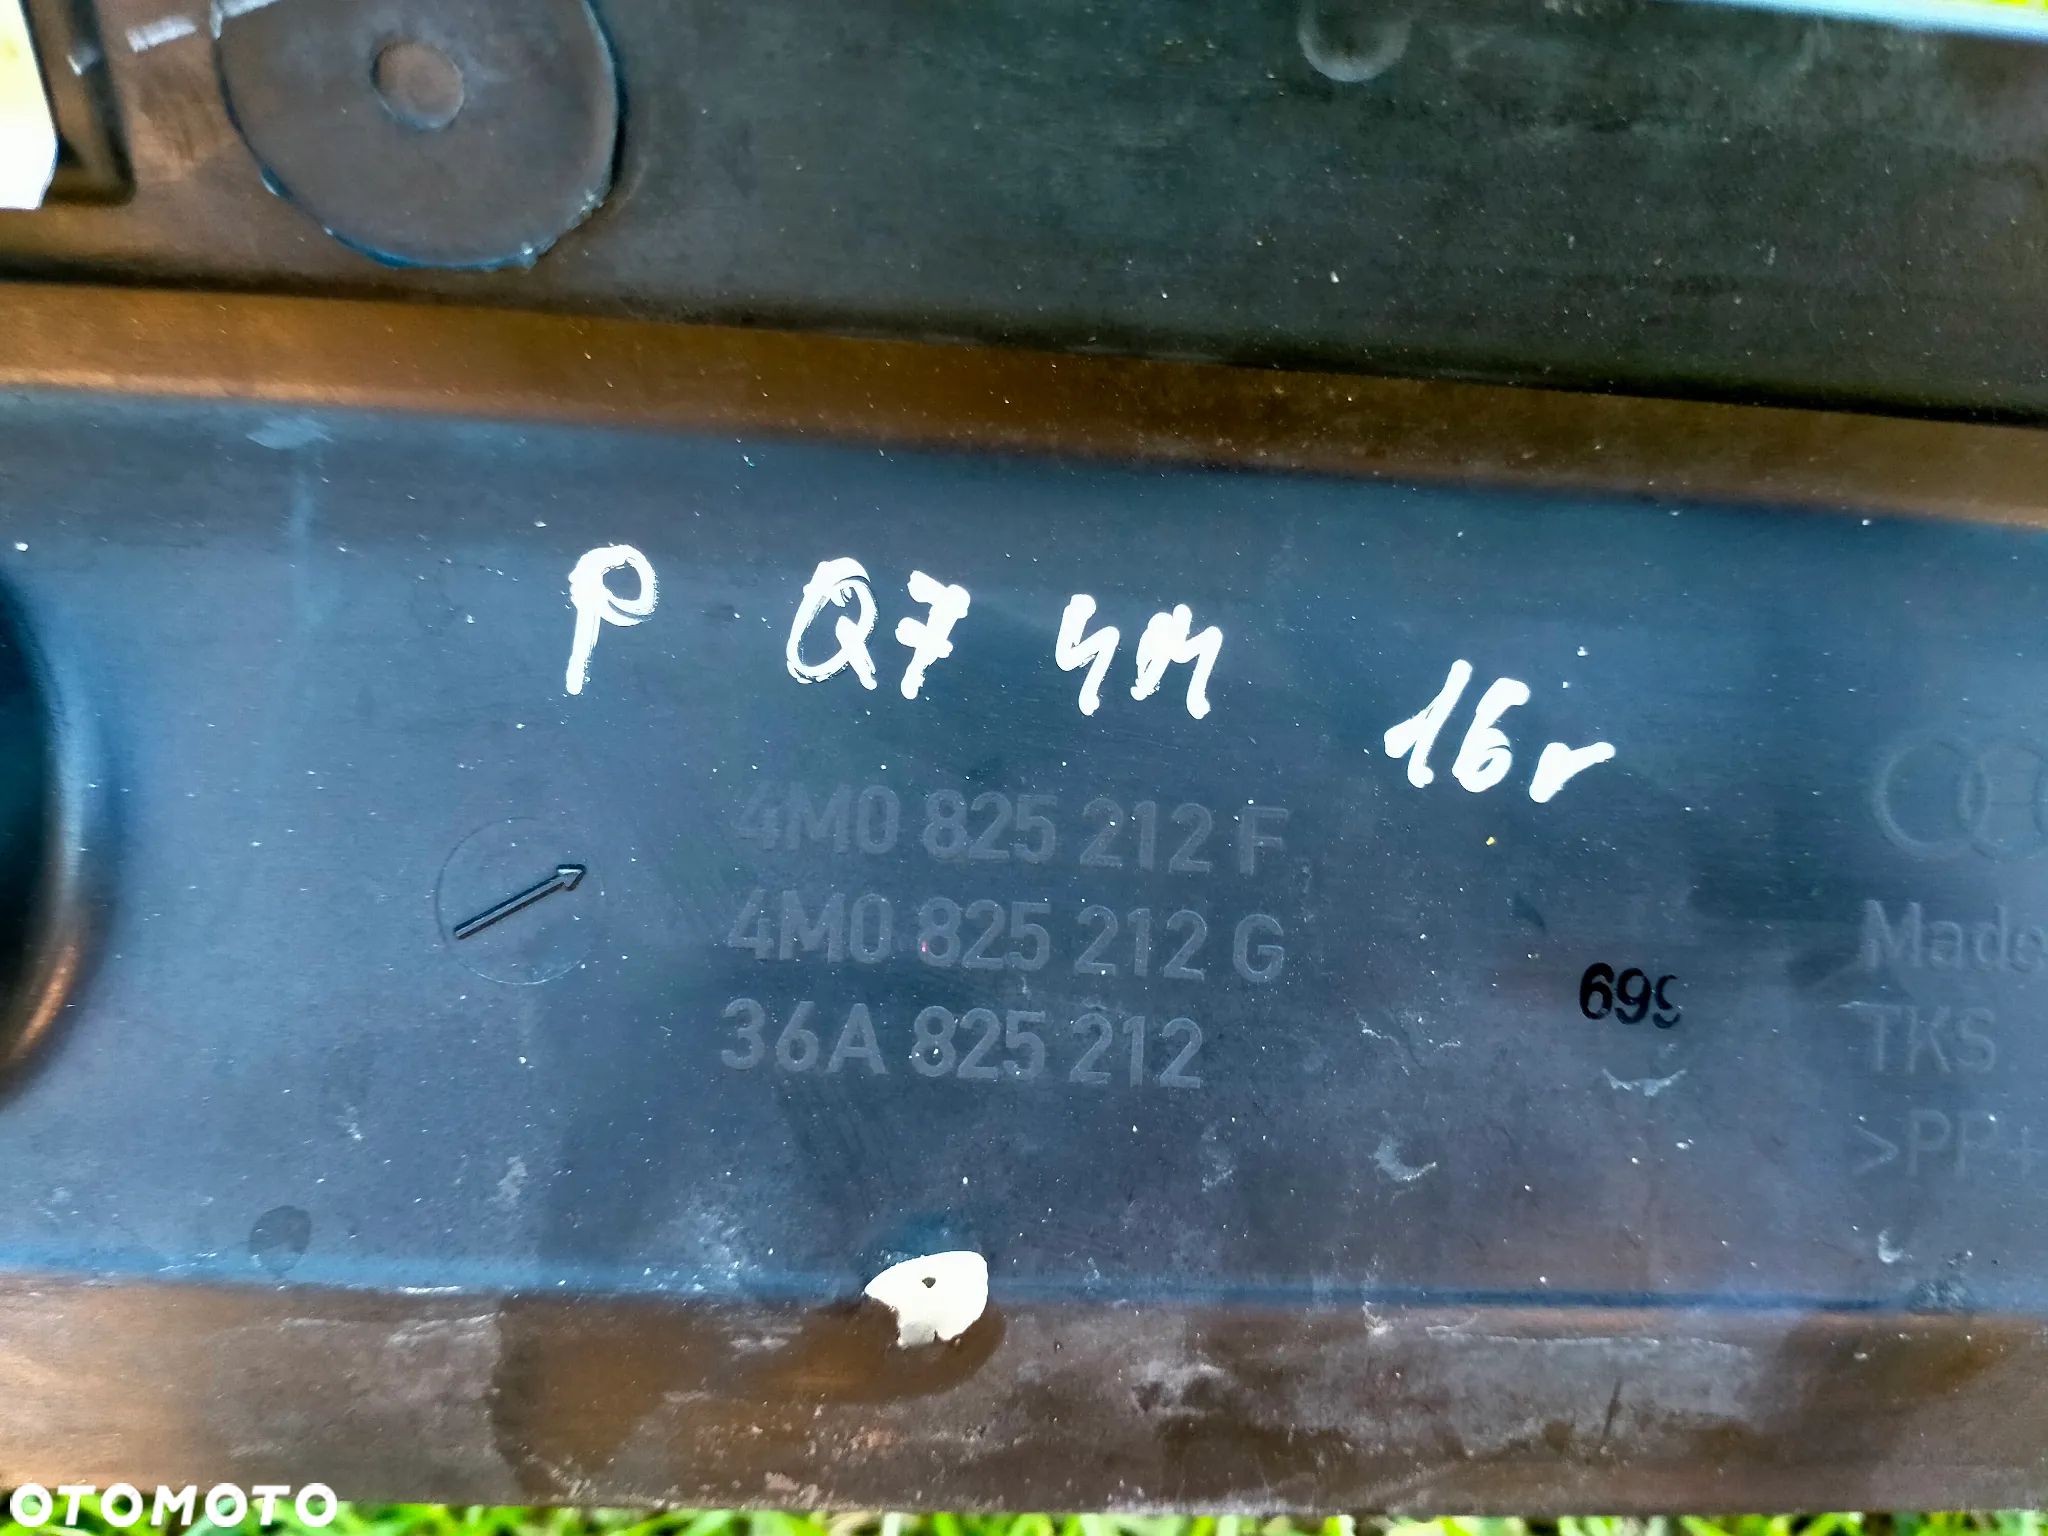 P Q7 4M 16r
4M0 825 212 F
4M0 825 212 G
36A 825 212
699
Made
TKS.
>PP+
OTOMOTO